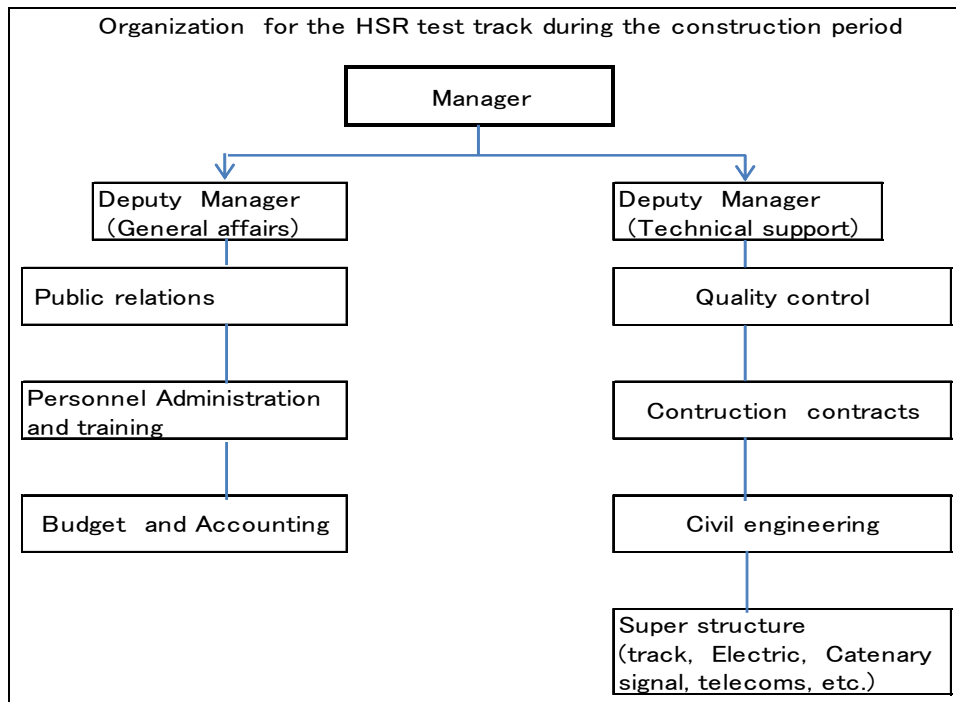 Organization for the HSR test track during the construction period
Manager
Deputy Manager
(General affairs)
Public relations
Personnel Administration
and training
Budget and Accounting
Deputy Manager
(Technical support)
Quality control
Contruction contracts
Civil engineering
Super structure
(track, Electric, Catenary
signal, telecoms, etc.)